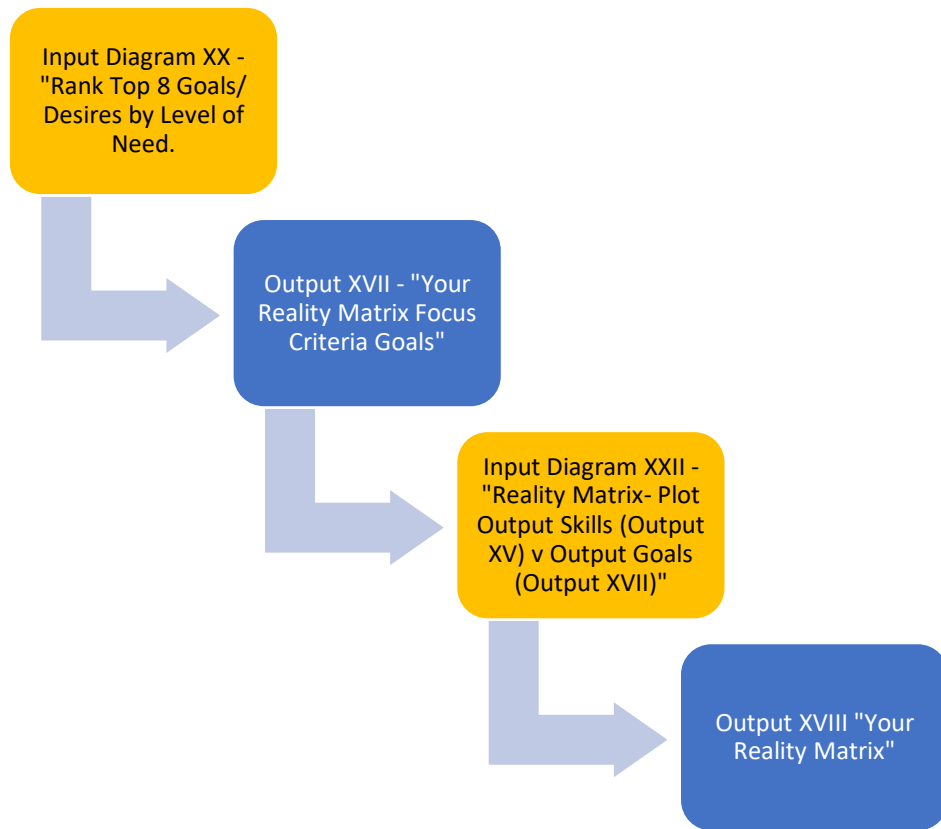 Input Diagram XX -
"Rank Top 8 Goals/
Desires by Level of
Need.
Output XVII - "Your
Reality Matrix Focus
Criteria Goals"
Input Diagram XXII -
"Reality Matrix- Plot
Output Skills (Output
XV) v Output Goals
(Output XVII)"
Output XVIII "Your
Reality Matrix"